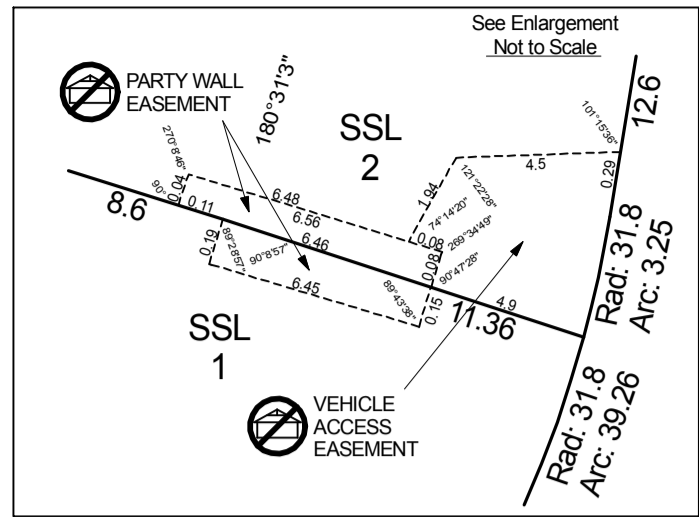 See Enlargement
Not to Scale
PARTY WALL
EASEMENT
180°31'3"
SSL
2
101°15'36"
12.6
270°8'46"
4.5
0.29
1.94
121°22'28"
74°14'20"
269°34'49"
90°47'28"
0.04
90°
0.11
6.48
6.56
6.46
0.08
0.08
8.6
0.19
89°28'57"
90°8'57"
6.45
89°43'38"
0.15
4.9
11.36
SSL
1
Rad: 31.8
Arc: 3.25
VEHICLE
ACCESS
EASEMENT
Rad: 31.8
Arc: 39.26